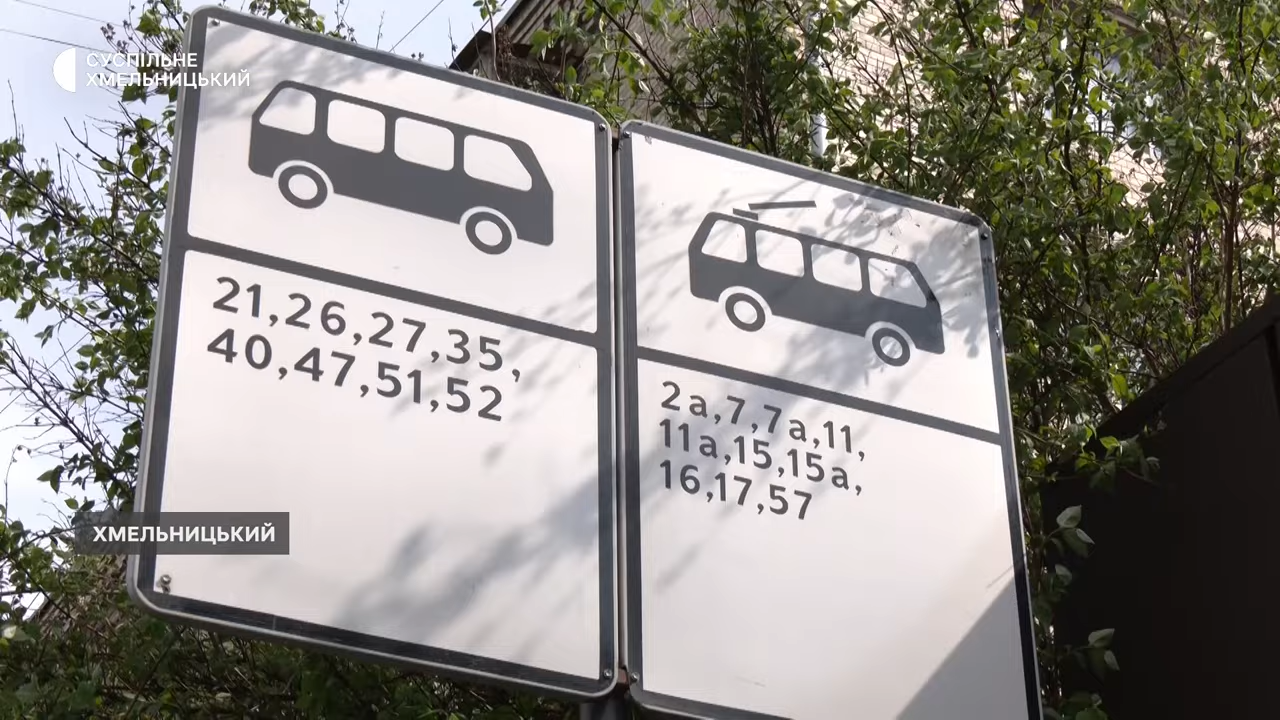 СУСПІЛЬНЕ
ХМЕЛЬНИЦЬКИЙ
21,26,27,35,
40,47,51,52
2а,7,7а,11,
11а,15,15а,
16,17,57
ХМЕЛЬНИЦЬКИЙ